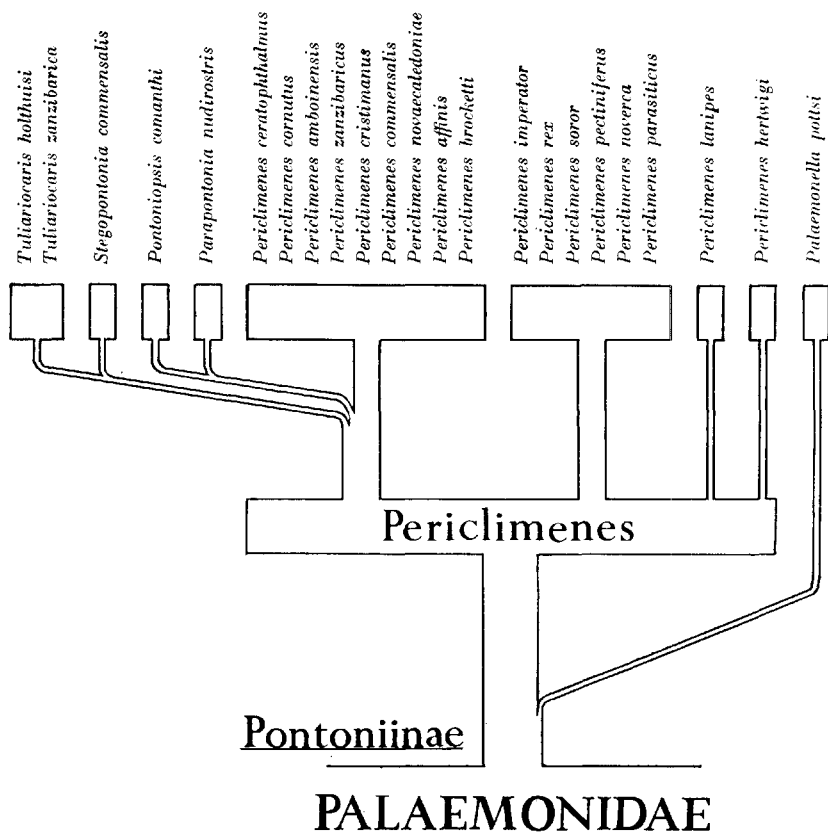 Tuliariocaris holthuisi
Tuliariocaris zanzibarica
Stegopontonia commensalis
Pontoniopsis comanthi
Parapontonia nudirostris
Periclimenes ceratophthalmus
Periclimenes cornutus
Periclimenes amboinensis
Periclimenes zanzibaricus
Periclimenes cristimanus
Periclimenes commensalis
Periclimenes novaecaledoniae
Periclimenes affinis
Periclimenes brocketti
Periclimenes imperator
Periclimenes rex
Periclimenes soror
Periclimenes pectiniferus
Periclimenes noverca
Periclimenes parasiticus
Periclimenes lanipes
Periclimenes hertwigi
Palaemonella pottsi
Periclimenes
Pontoniinae
PALAEMONIDAE